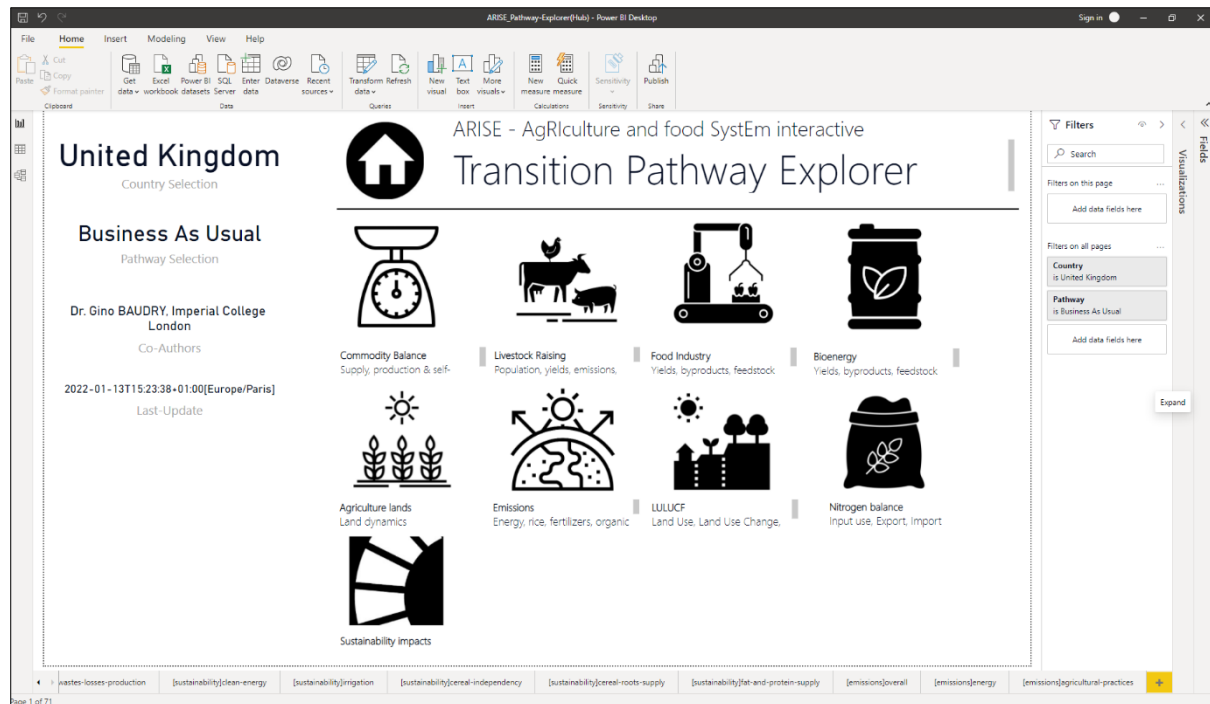 ARISE_Pathway-Explorer(Hub) - Power BI Desktop
Sign in
File Home Insert Modeling View Help
Paste
Cut
Copy
Format painter
Clipboard
Get data
Excel workbook
Power BI datasets
SQL Server
Enter data
Dataverse
Recent sources
Data
Transform data
Refresh
Queries
New visual
Text box
More visuals
Insert
New measure
Quick measure
Calculations
Sensitivity
Sensitivity
Publish
Share
United Kingdom
Country Selection
Business As Usual
Pathway Selection
Dr. Gino BAUDRY, Imperial College
London
Co-Authors
2022-01-13T15:23:38+01:00[Europe/Paris]
Last-Update
ARISE - AgRIculture and food SystEm interactive
Transition Pathway Explorer
Commodity Balance
Supply, production & self-
Livestock Raising
Population, yields, emissions,
Food Industry
Yields, byproducts, feedstock
Bioenergy
Yields, byproducts, feedstock
Agriculture lands
Land dynamics
Emissions
Energy, rice, fertilizers, organic
LULUCF
Land Use, Land Use Change,
Nitrogen balance
Input use, Export, Import
Sustainability impacts
Filters
Search
Filters on this page
Add data fields here
Filters on all pages
Country
is United Kingdom
Pathway
is Business As Usual
Add data fields here
Expand
Visualizations
Fields
wastes-losses-production
[sustainability]clean-energy
[sustainability]irrigation
[sustainability]cereal-independency
[sustainability]cereal-roots-supply
[sustainability]fat-and-protein-supply
[emissions]overall
[emissions]energy
[emissions]agricultural-practices
Page 1 of 71